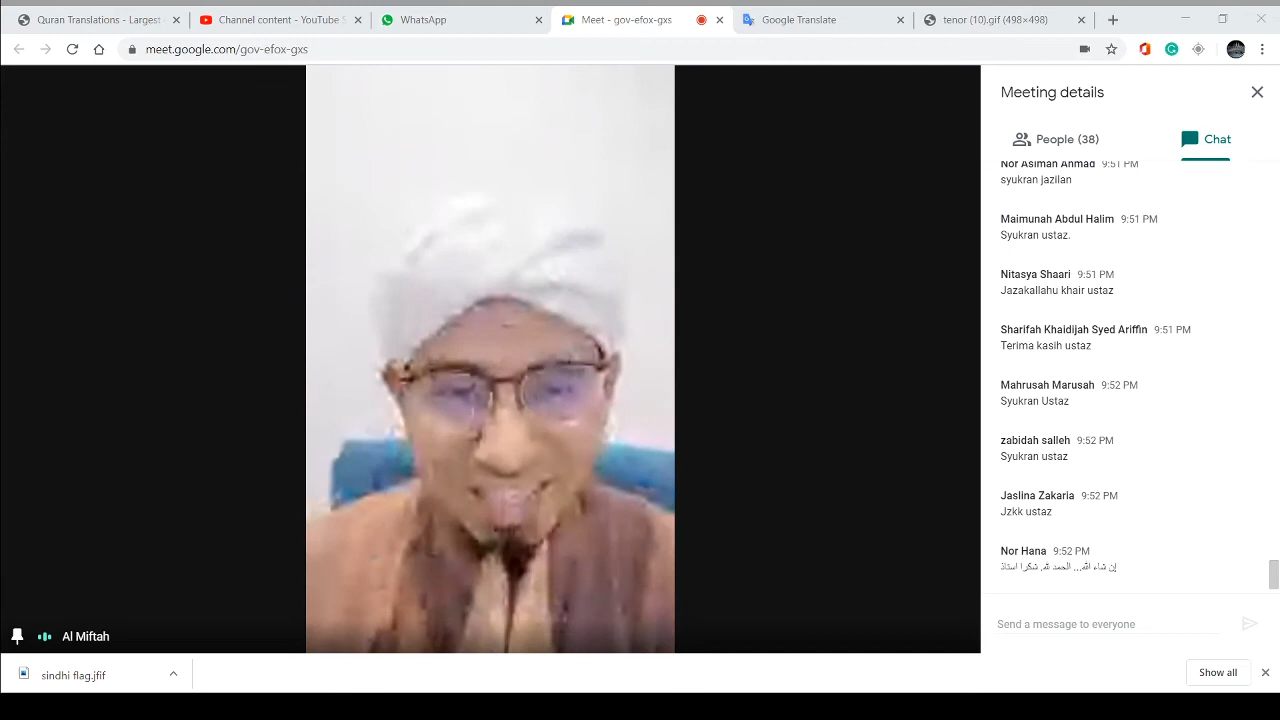 Quran Translations - Largest
Channel content - YouTube S
WhatsApp
Meet - gov-efox-gxs
Google Translate
tenor (10).gif (498×498)
meet.google.com/gov-efox-gxs
Meeting details
People (38)
Chat
Nor Asimah Ahmad 9:51 PM
syukran jazilan
Maimunah Abdul Halim 9:51 PM
Syukran ustaz.
Nitasya Shaari 9:51 PM
Jazakallahu khair ustaz
Sharifah Khaidijah Syed Ariffin 9:51 PM
Terima kasih ustaz
Mahrusah Marusah 9:52 PM
Syukran Ustaz
zabidah salleh 9:52 PM
Syukran ustaz
Jaslina Zakaria 9:52 PM
Jzkk ustaz
Nor Hana 9:52 PM
إن شاء الله... الحمد لله. شكرا استاذ
Send a message to everyone
Al Miftah
sindhi flag.jfif
Show all